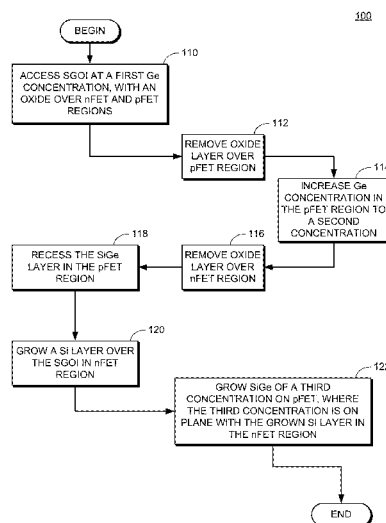 100
BEGIN
110
ACCESS SGOI AT A FIRST Ge
CONCENTRATION, WITH AN
OXIDE OVER nFET AND pFET
REGIONS
112
REMOVE OXIDE
LAYER OVER
pFET REGION
114
INCREASE Ge
CONCENTRATION IN
THE pFET REGION TO
A SECOND
CONCENTRATION
116
REMOVE OXIDE
LAYER OVER
nFET REGION
118
RECESS THE SiGe
LAYER IN THE pFET
REGION
120
GROW A Si LAYER OVER
THE SGOI IN nFET
REGION
122
GROW SiGe OF A THIRD
CONCENTRATION ON pFET, WHERE
THE THIRD CONCENTRATION IS ON
PLANE WITH THE GROWN Si LAYER IN
THE nFET REGION
END